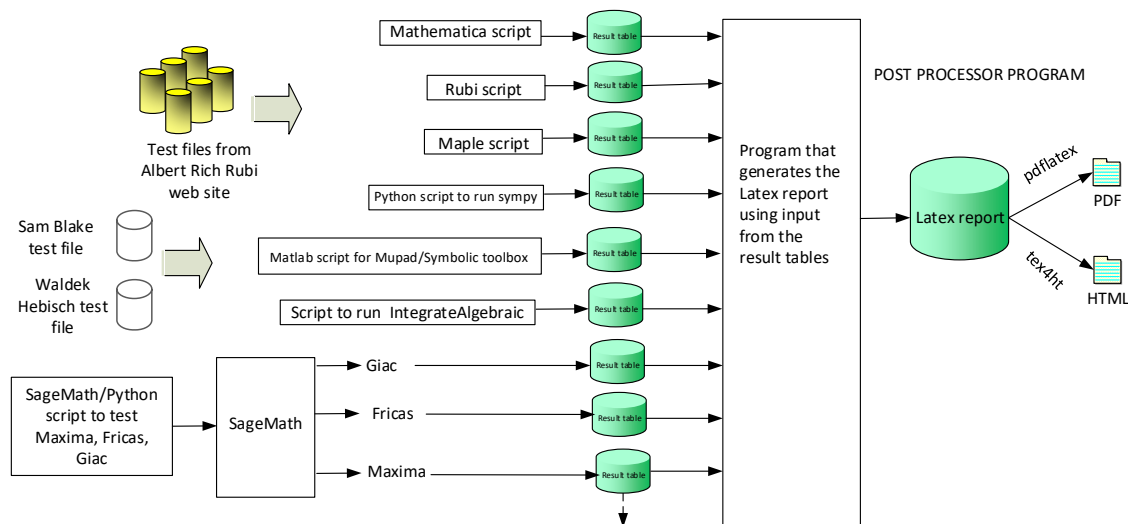 Mathematica script
Result table
Rubi script
Result table
Maple script
Result table
Python script to run sympy
Result table
Matlab script for Mupad/Symbolic toolbox
Result table
Script to run IntegrateAlgebraic
Result table
Giac
Result table
Fricas
Result table
Maxima
Result table
Test files from
Albert Rich Rubi
web site
Sam Blake
test file
Waldek
Hebisch test
file
SageMath/Python
script to test
Maxima, Fricas,
Giac
SageMath
Program that
generates the
Latex report
using input
from the
result tables
POST PROCESSOR PROGRAM
Latex report
pdflatex
PDF
tex4ht
HTML